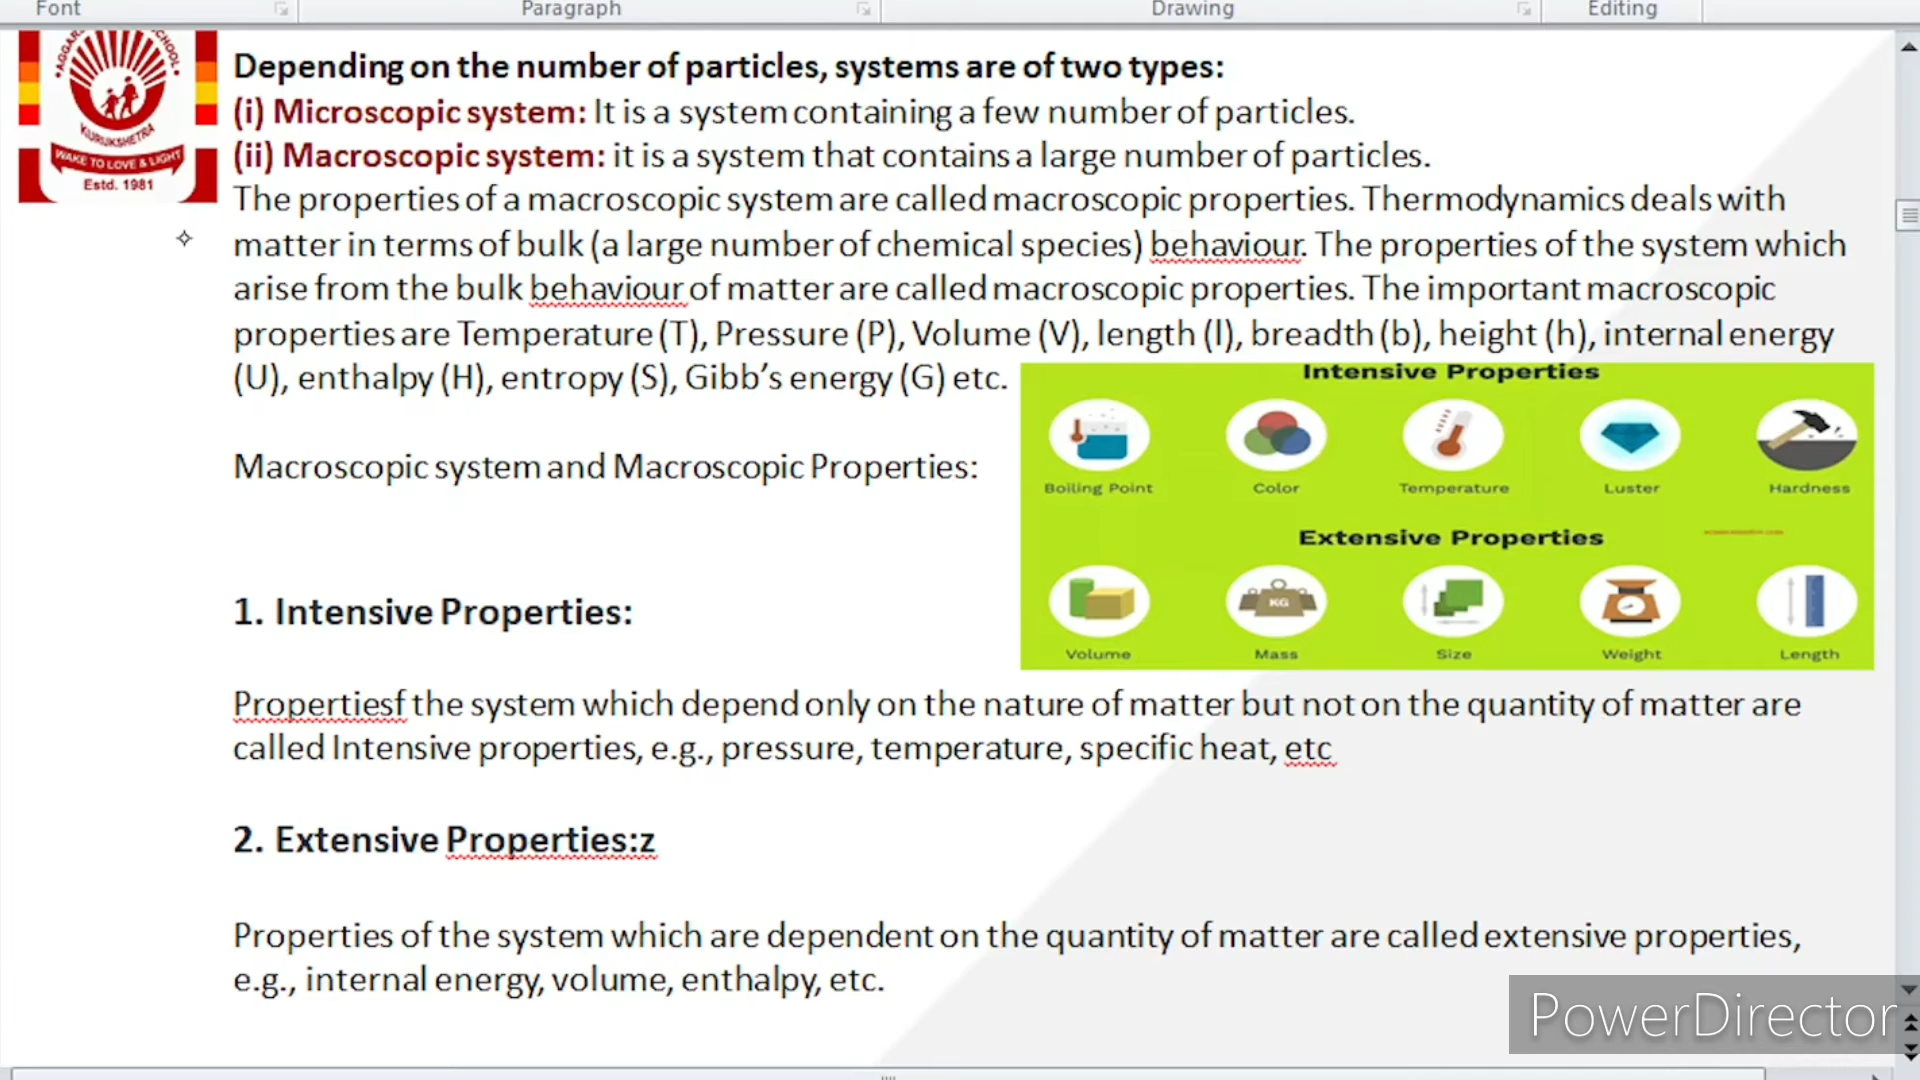 Font Paragraph Drawing Editing
KURUKSHETRA
WAKE TO LOVE & LIGHT
Estd. 1981
Depending on the number of particles, systems are of two types:
(i) Microscopic system: It is a system containing a few number of particles.
(ii) Macroscopic system: it is a system that contains a large number of particles.
The properties of a macroscopic system are called macroscopic properties. Thermodynamics deals with
matter in terms of bulk (a large number of chemical species) behaviour. The properties of the system which
arise from the bulk behaviour of matter are called macroscopic properties. The important macroscopic
properties are Temperature (T), Pressure (P), Volume (V), length (l), breadth (b), height (h), internal energy
(U), enthalpy (H), entropy (S), Gibb’s energy (G) etc.
Macroscopic system and Macroscopic Properties:
Intensive Properties
Boiling Point Color Temperature Luster Hardness
Extensive Properties
KG
Volume Mass Size Weight Length
1. Intensive Properties:
Propertiesf the system which depend only on the nature of matter but not on the quantity of matter are
called Intensive properties, e.g., pressure, temperature, specific heat, etc
2. Extensive Properties:z
Properties of the system which are dependent on the quantity of matter are called extensive properties,
e.g., internal energy, volume, enthalpy, etc.
PowerDirector